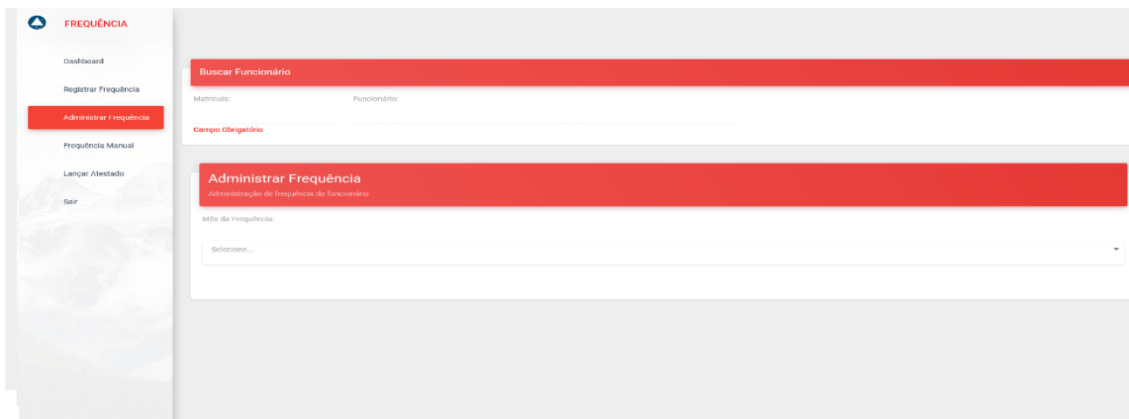 FREQUÊNCIA
Dashboard
Registrar Frequência
Administrar Frequência
Frequência Manual
Lançar Atestado
Sair
Buscar Funcionário
Matrícula: Funcionário:
Campo Obrigatório
Administrar Frequência
Administração de frequência do funcionário
Mês da Frequência:
Selecione...